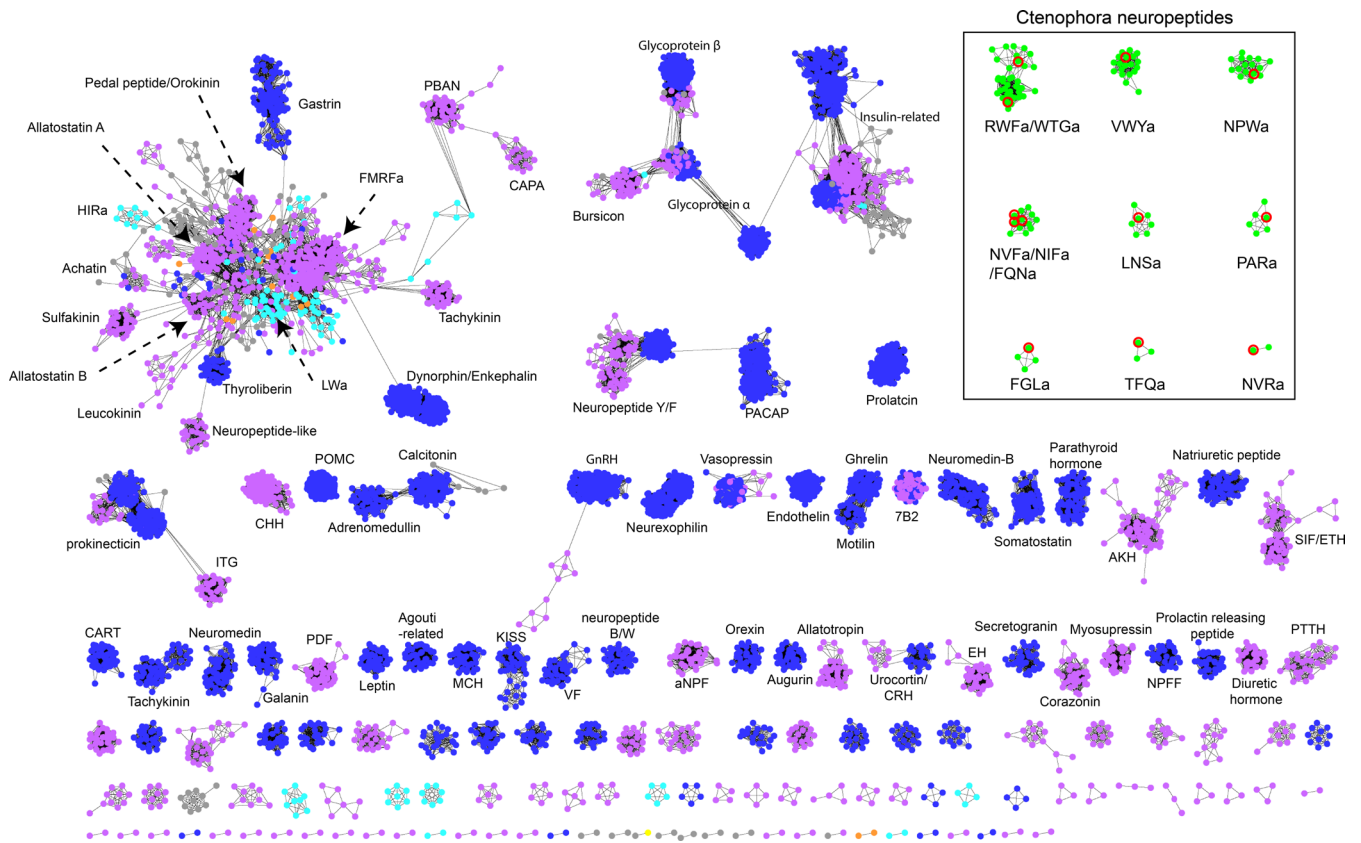 Ctenophora neuropeptides
Glycoprotein β
Pedal peptide/Orokinin
PBAN
Gastrin
Insulin-related
Allatostatin A
RWFa/WTGa
VWYa
NPWa
FMRFa
CAPA
HIRa
Bursicon
Glycoprotein α
Achatin
NVFa/NIFa
/FQNa
LNSa
PARa
Sulfakinin
Tachykinin
Allatostatin B
Thyroliberin
LWa
Dynorphin/Enkephalin
FGLa
TFQa
NVRa
Leucokinin
Neuropeptide Y/F
PACAP
Prolatcin
Neuropeptide-like
POMC
Calcitonin
GnRH
Vasopressin
Ghrelin
Neuromedin-B
Parathyroid
hormone
Natriuretic peptide
CHH
Adrenomedullin
Neurexophilin
Endothelin
7B2
prokinecticin
Motilin
Somatostatin
AKH
SIF/ETH
ITG
CART
Neuromedin
PDF
Agouti
-related
KISS
neuropeptide
B/W
Orexin
Allatotropin
Secretogranin
Myosupressin
Prolactin releasing
peptide
PTTH
EH
Tachykinin
Galanin
Leptin
MCH
VF
aNPF
Augurin
Urocortin/
CRH
Corazonin
NPFF
Diuretic
hormone